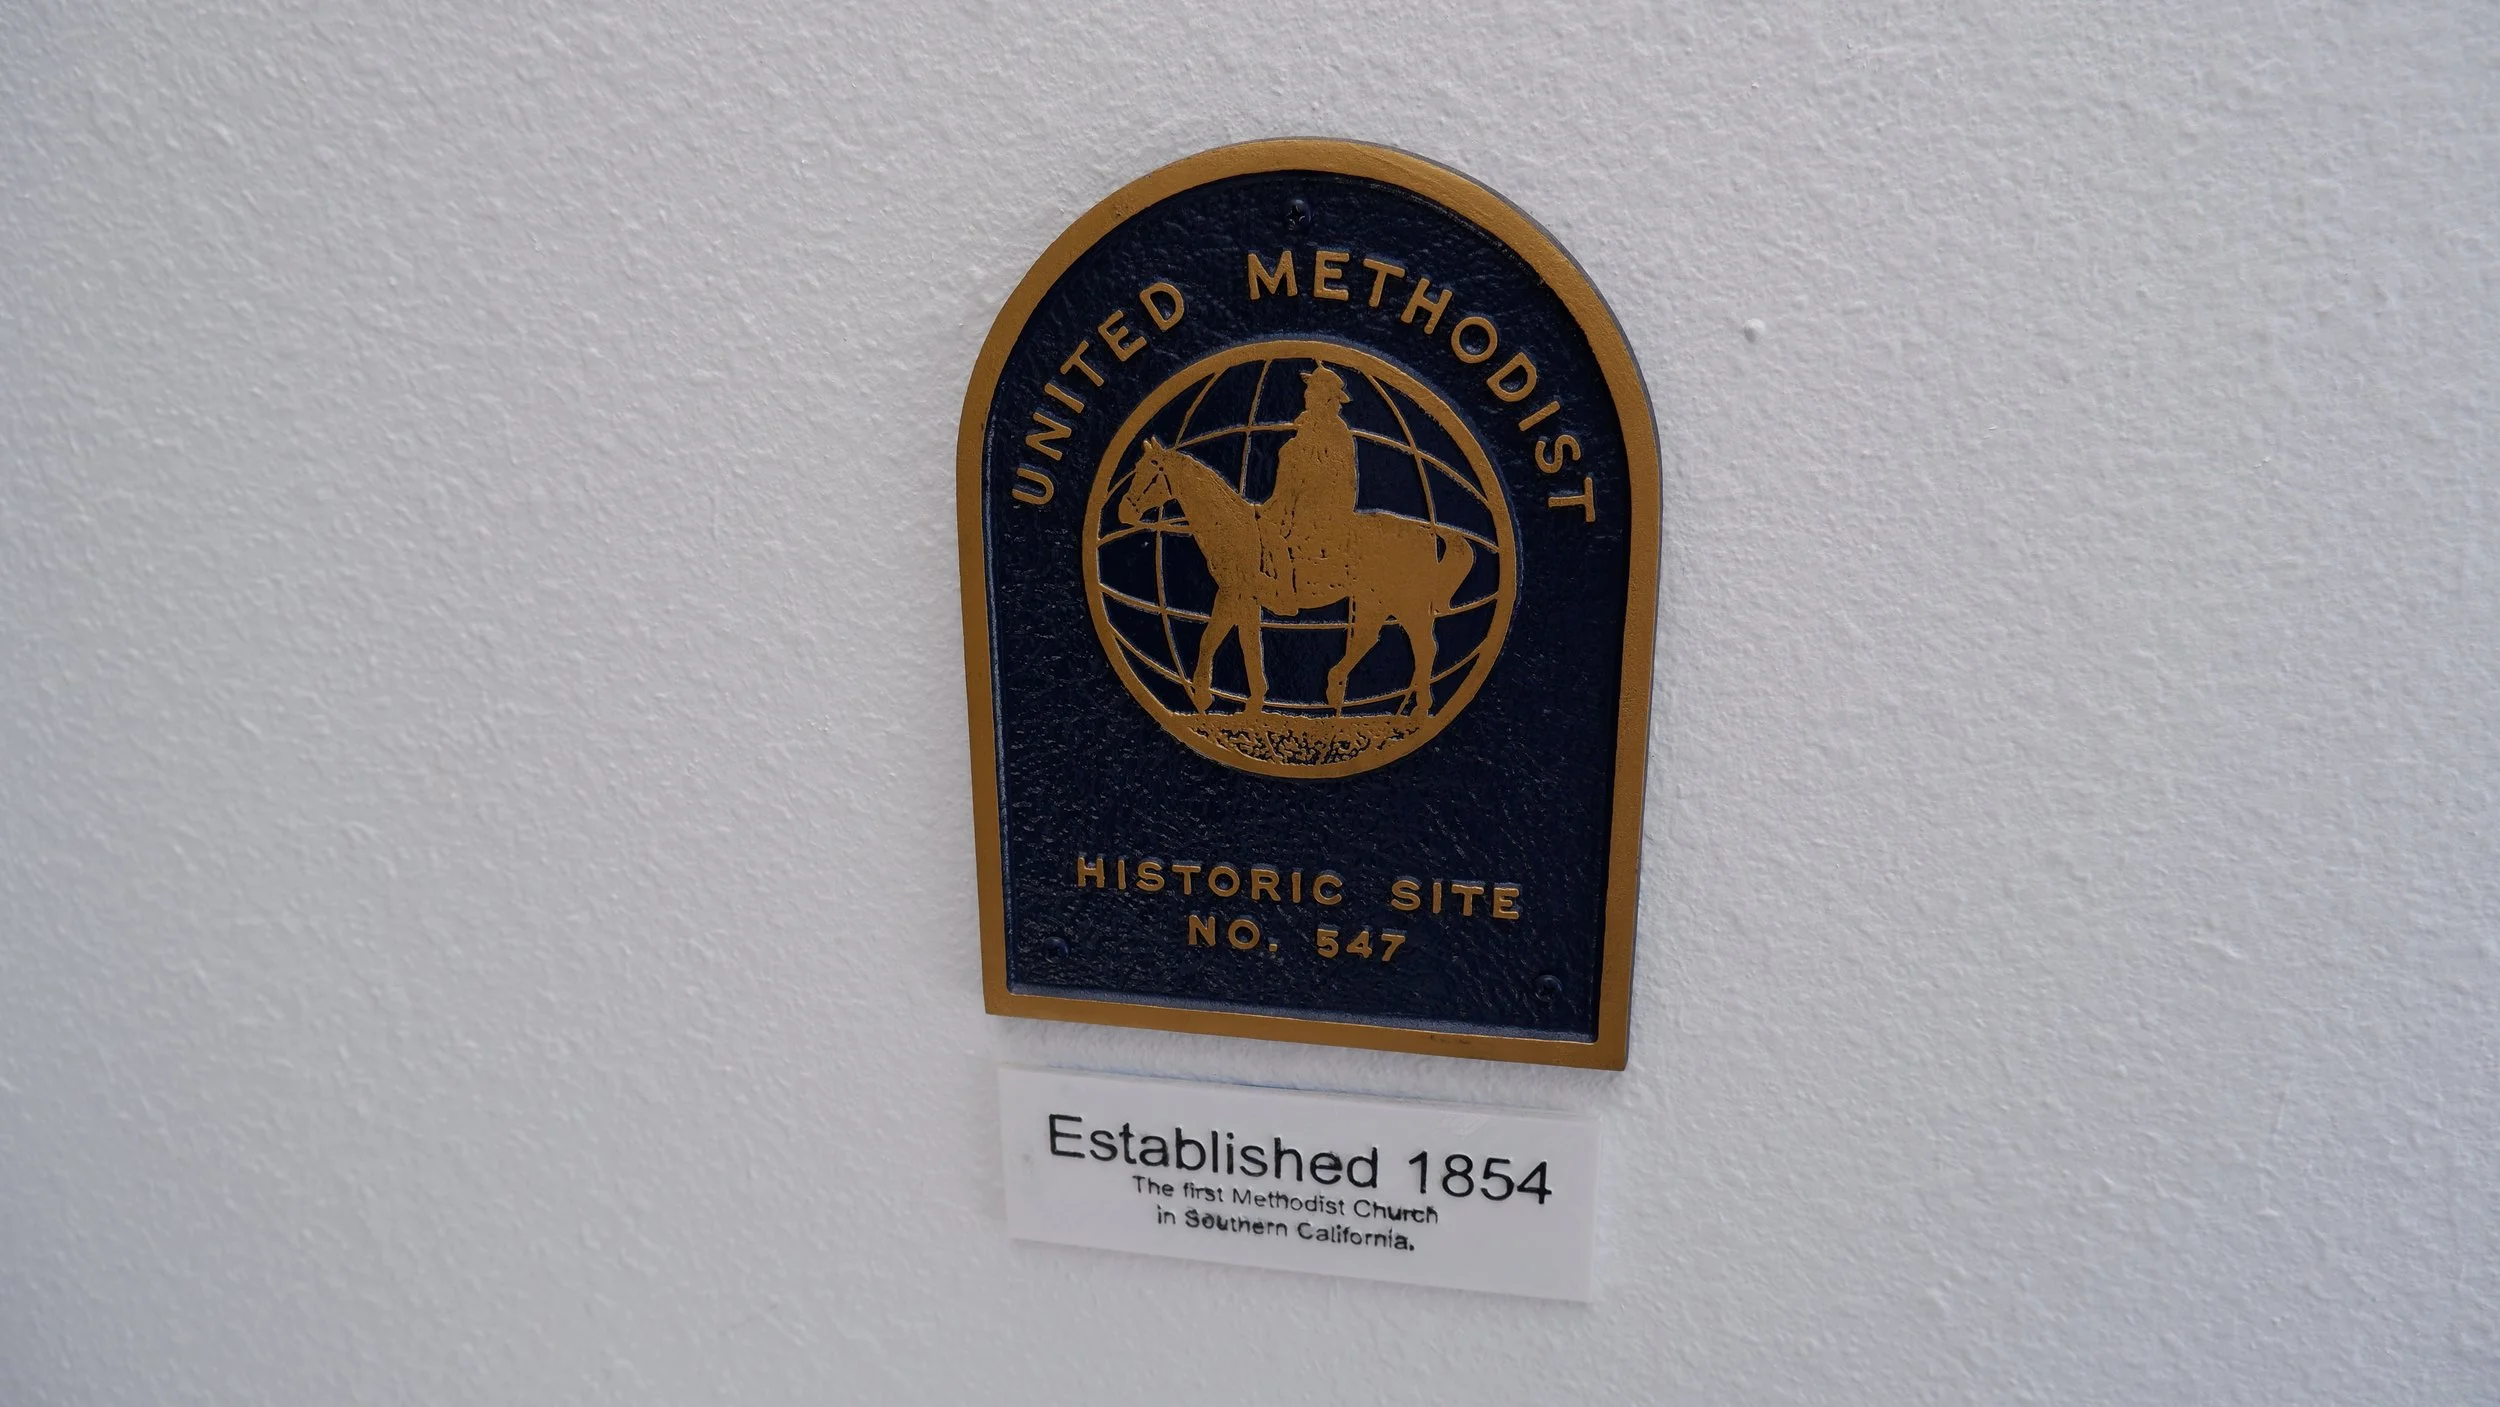 UNITED METHODIST
HISTORIC SITE
NO. 547
Established 1854
The first Methodist Church
in Southern California.